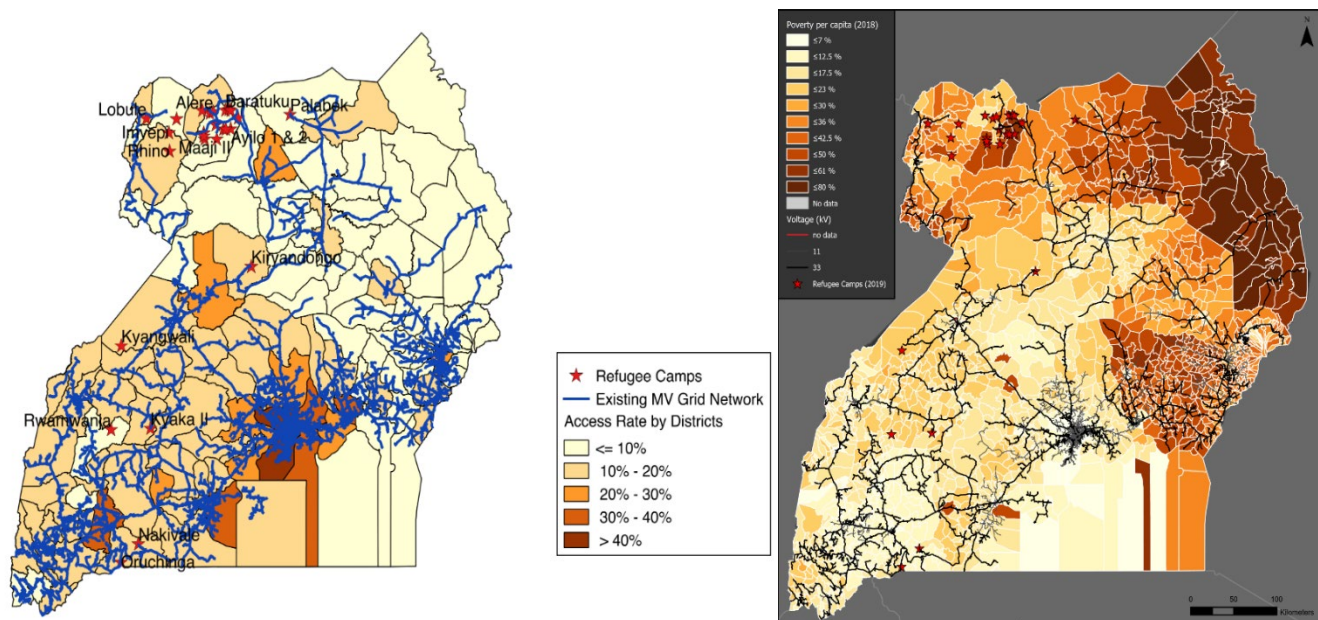 Lobule
Alere
Baratuku
Palabek
Imvepi
Rhino
Maaji II
Ayilo 1 & 2
Kiryandongo
Kyangwali
Rwamwanja
Kyaka II
Nakivale
Oruchinga
Refugee Camps
Existing MV Grid Network
Access Rate by Districts
<= 10%
10% - 20%
20% - 30%
30% - 40%
> 40%
Poverty per capita (2018)
≤7 %
≤12.5 %
≤17.5 %
≤23 %
≤30 %
≤36 %
≤42.5 %
≤50 %
≤61 %
≤80 %
No data
Voltage (kV)
no data
11
33
Refugee Camps (2019)
N
0 50 100
Kilometers